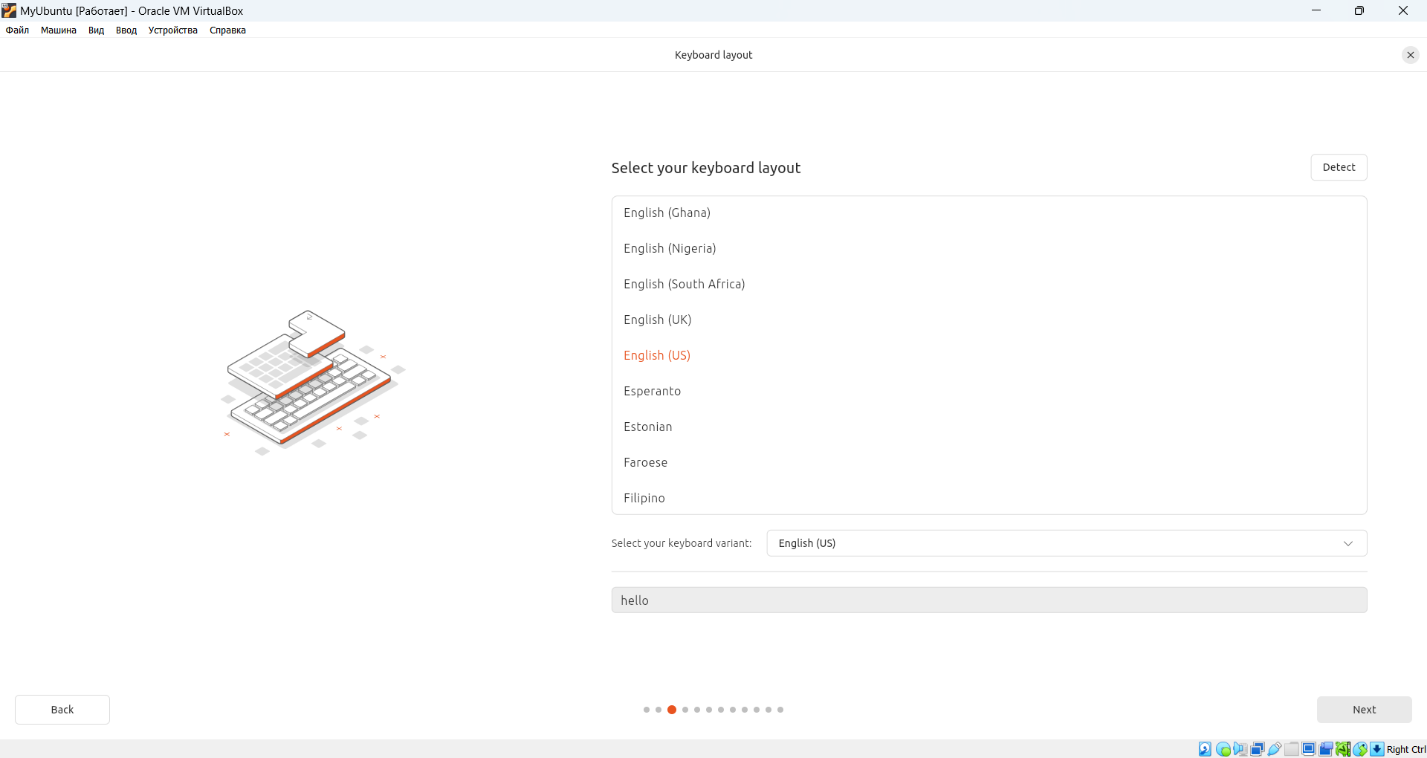 MyUbuntu [Работает] - Oracle VM VirtualBox
Файл Машина Вид Ввод Устройства Справка
Keyboard layout
Select your keyboard layout
Detect
English (Ghana)
English (Nigeria)
English (South Africa)
English (UK)
English (US)
Esperanto
Estonian
Faroese
Filipino
Select your keyboard variant: English (US)
hello
Back
Next
Right Ctrl